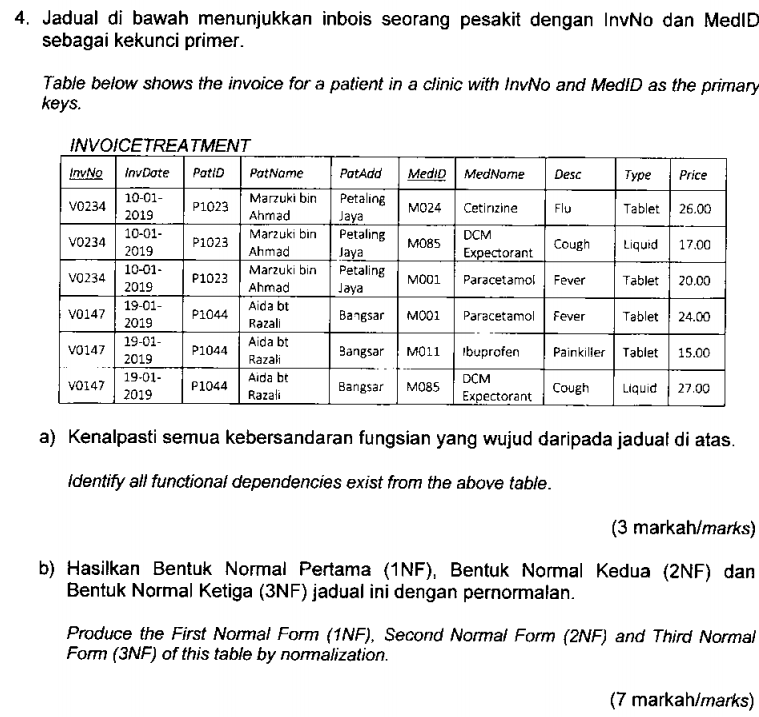 4. Jadual di bawah menunjukkan inbois seorang pesakit dengan InvNo dan MedID
sebagai kekunci primer.
Table below shows the invoice for a patient in a clinic with InvNo and MedID as the primary
keys.
INVOICETREATMENT
InvNo InvDate PatID PatName PatAdd MedID MedName Desc Type Price
V0234 10-01-2019 P1023 Marzuki bin Ahmad Petaling Jaya M024 Cetirizine Flu Tablet 26.00
V0234 10-01-2019 P1023 Marzuki bin Ahmad Petaling Jaya M085 DCM Expectorant Cough Liquid 17.00
V0234 10-01-2019 P1023 Marzuki bin Ahmad Petaling Jaya M001 Paracetamol Fever Tablet 20.00
V0147 19-01-2019 P1044 Aida bt Razali Bangsar M001 Paracetamol Fever Tablet 24.00
V0147 19-01-2019 P1044 Aida bt Razali Bangsar M011 Ibuprofen Painkiller Tablet 15.00
V0147 19-01-2019 P1044 Aida bt Razali Bangsar M085 DCM Expectorant Cough Liquid 27.00
a) Kenalpasti semua kebersandaran fungsian yang wujud daripada jadual di atas.
Identify all functional dependencies exist from the above table.
(3 markah/marks)
b) Hasilkan Bentuk Normal Pertama (1NF), Bentuk Normal Kedua (2NF) dan
Bentuk Normal Ketiga (3NF) jadual ini dengan pernormalan.
Produce the First Normal Form (1NF), Second Normal Form (2NF) and Third Normal
Form (3NF) of this table by normalization.
(7 markah/marks)